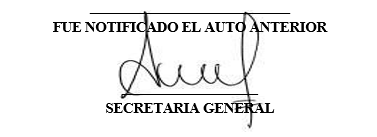 FUE NOTIFICADO EL AUTO ANTERIOR
SECRETARIA GENERAL